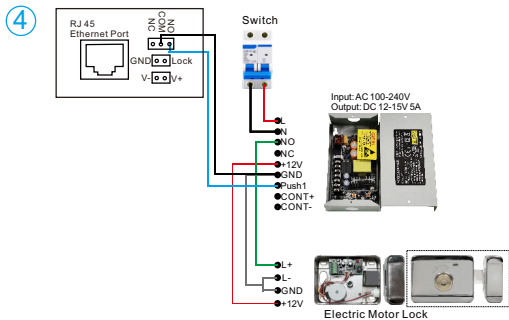 4
RJ 45
Ethernet Port
NC
COM
NO
GND
Lock
V-
V+
Switch
Input: AC 100-240V
Output: DC 12-15V 5A
L
N
NO
NC
+12V
GND
Push1
CONT+
CONT-
L+
L-
GND
+12V
Electric Motor Lock